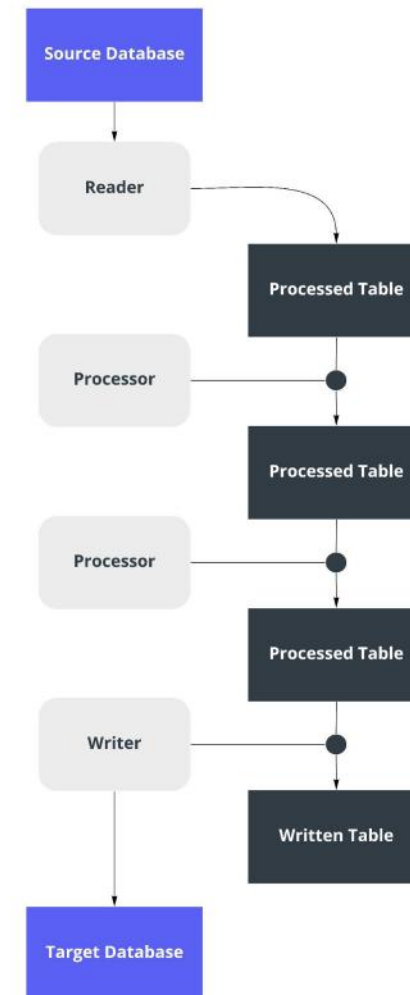 Source Database
Reader
Processed Table
Processor
Processed Table
Processor
Processed Table
Writer
Written Table
Target Database